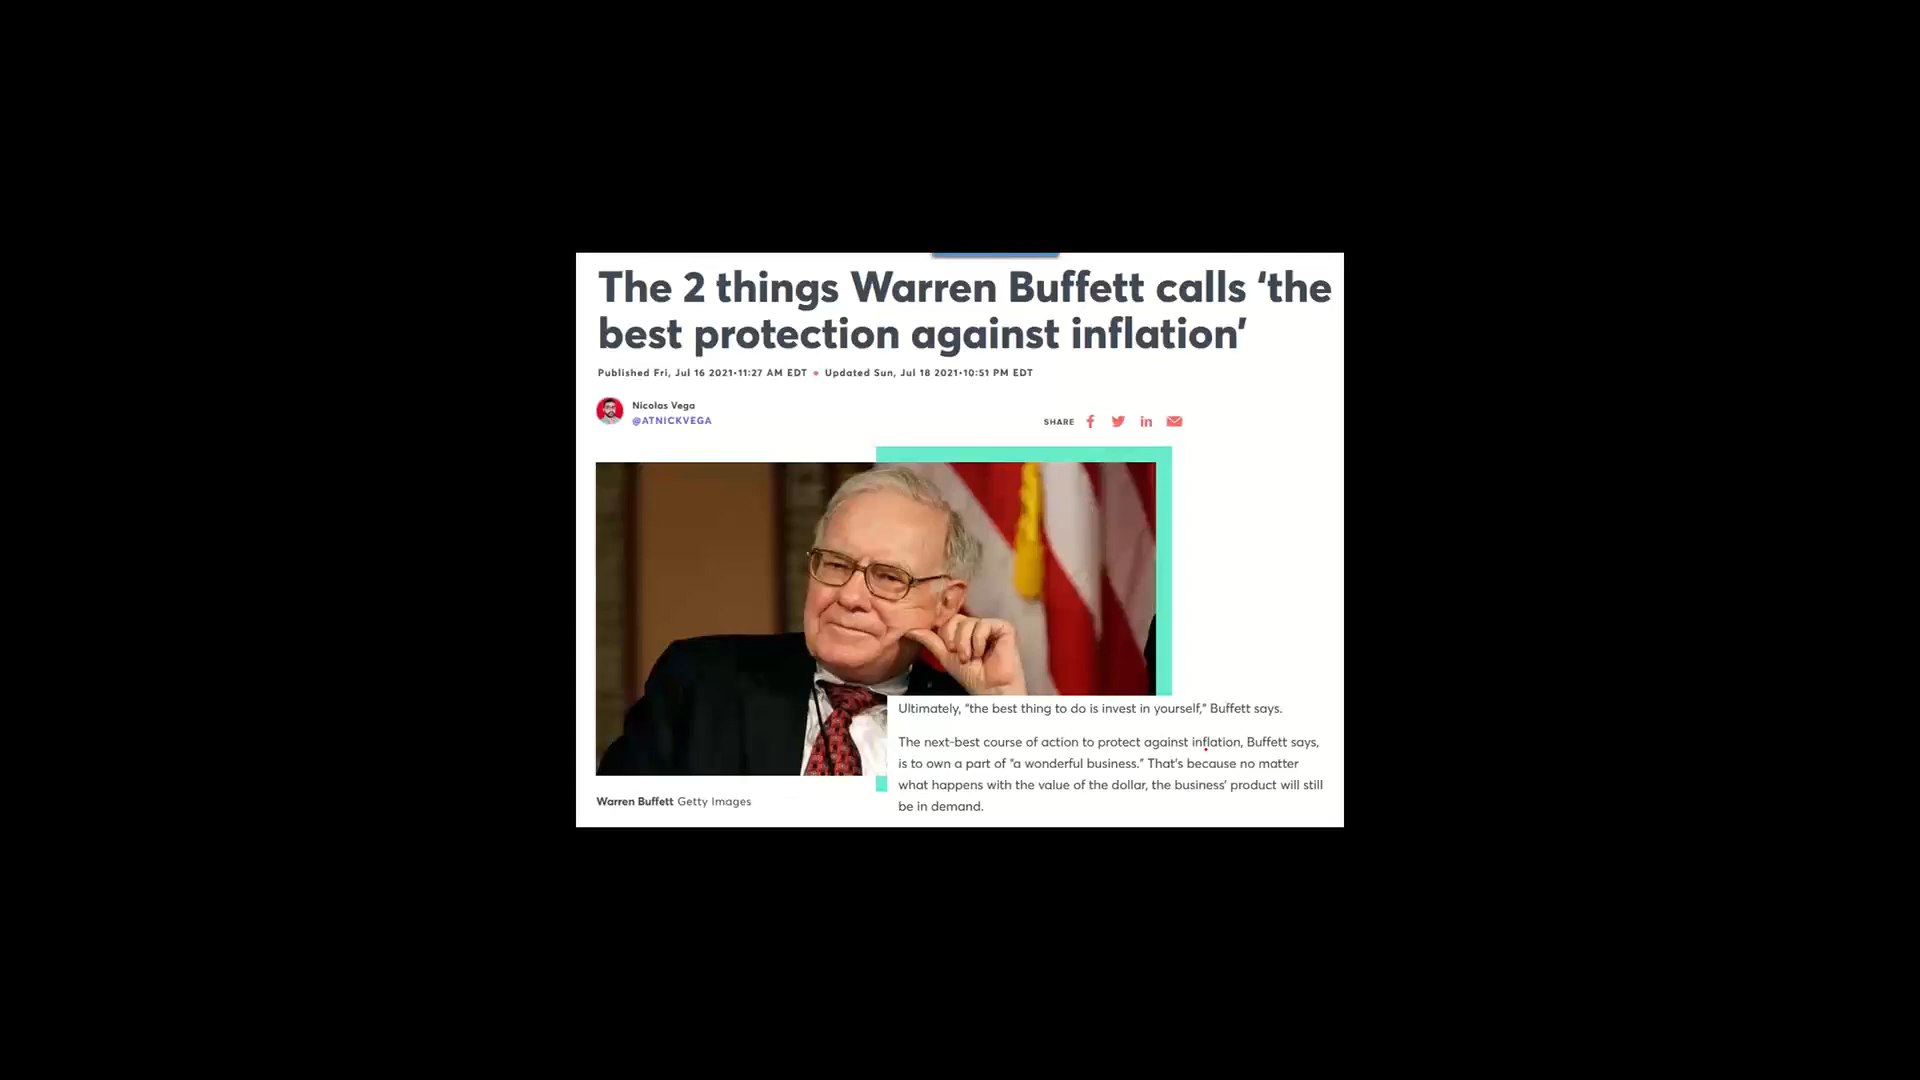 The 2 things Warren Buffett calls ‘the
best protection against inflation’
Published Fri, Jul 16 2021•11:27 AM EDT • Updated Sun, Jul 18 2021•10:51 PM EDT
Nicolas Vega
@ATNICKVEGA
SHARE
Ultimately, “the best thing to do is invest in yourself,” Buffett says.
The next-best course of action to protect against inflation, Buffett says,
is to own a part of “a wonderful business.” That’s because no matter
what happens with the value of the dollar, the business’ product will still
be in demand.
Warren Buffett Getty Images